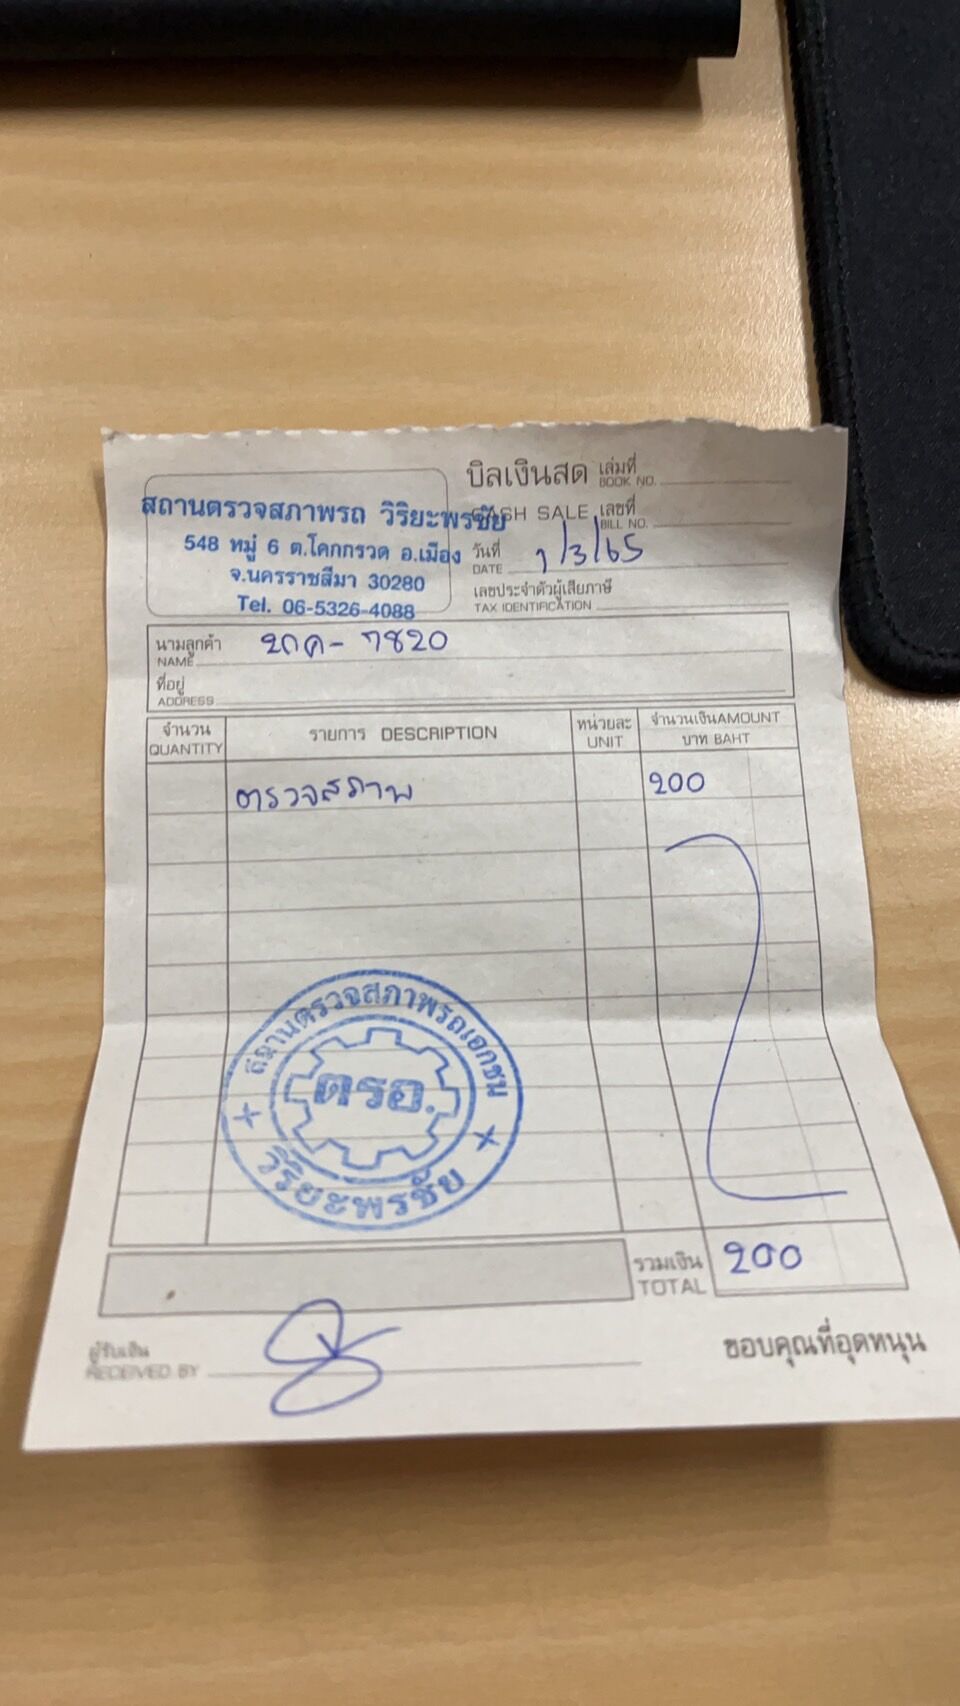 บิลเงินสด เล่มที่
BOOK NO.
สถานตรวจสภาพรถ วิริยะพรชัย
CASH SALE เลขที่
BILL NO.
548 หมู่ 6 ต.โคกกรวด อ.เมือง
จ.นครราชสีมา 30280
Tel. 06-5326-4088
วันที่
DATE 1/3/65
เลขประจำตัวผู้เสียภาษี
TAX IDENTIFICATION
นามลูกค้า
NAME 2กค-7820
ที่อยู่
ADDRESS
จำนวน รายการ DESCRIPTION หน่วยละ จำนวนเงินAMOUNT
QUANTITY UNIT บาท BAHT
ตรวจสภาพ 200
สถานตรวจสภาพรถเอกชน
ตรอ.
วิริยะพรชัย
รวมเงิน
TOTAL 200
ผู้รับเงิน
RECEIVED BY
ขอบคุณที่อุดหนุน